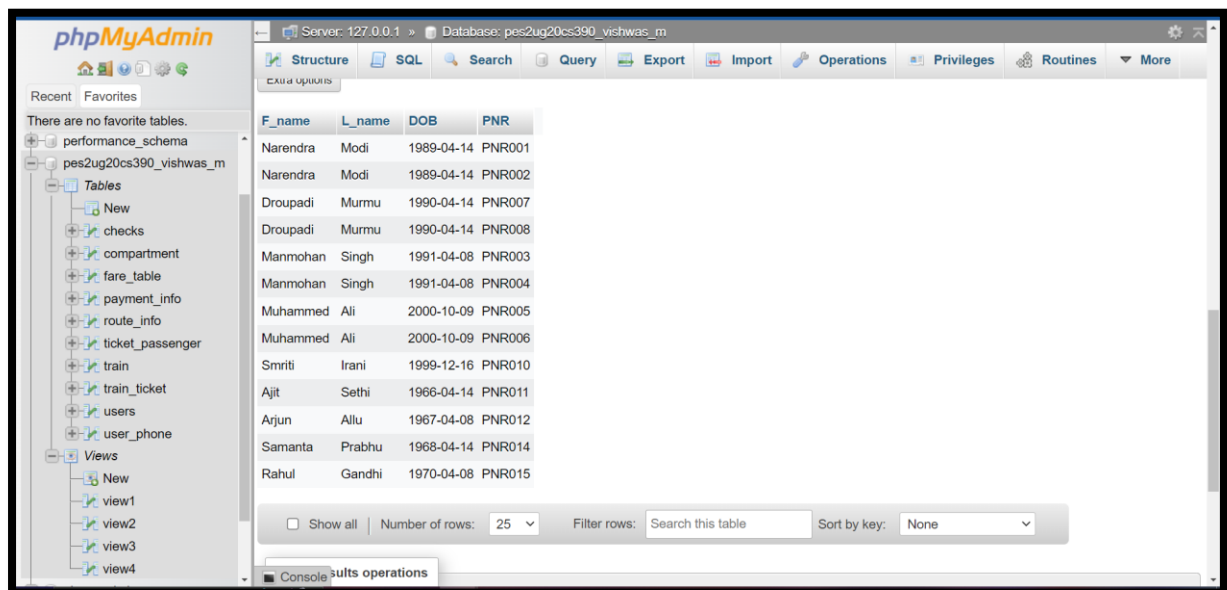 phpMyAdmin
Recent Favorites
There are no favorite tables.
performance_schema
pes2ug20cs390_vishwas_m
Tables
New
checks
compartment
fare_table
payment_info
route_info
ticket_passenger
train
train_ticket
users
user_phone
Views
New
view1
view2
view3
view4
Server: 127.0.0.1 » Database: pes2ug20cs390_vishwas_m
Structure SQL Search Query Export Import Operations Privileges Routines More
Extra options
F_name L_name DOB PNR
Narendra Modi 1989-04-14 PNR001
Narendra Modi 1989-04-14 PNR002
Droupadi Murmu 1990-04-14 PNR007
Droupadi Murmu 1990-04-14 PNR008
Manmohan Singh 1991-04-08 PNR003
Manmohan Singh 1991-04-08 PNR004
Muhammed Ali 2000-10-09 PNR005
Muhammed Ali 2000-10-09 PNR006
Smriti Irani 1999-12-16 PNR010
Ajit Sethi 1966-04-14 PNR011
Arjun Allu 1967-04-08 PNR012
Samanta Prabhu 1968-04-14 PNR014
Rahul Gandhi 1970-04-08 PNR015
Show all Number of rows: 25 Filter rows: Search this table Sort by key: None
Console sults operations